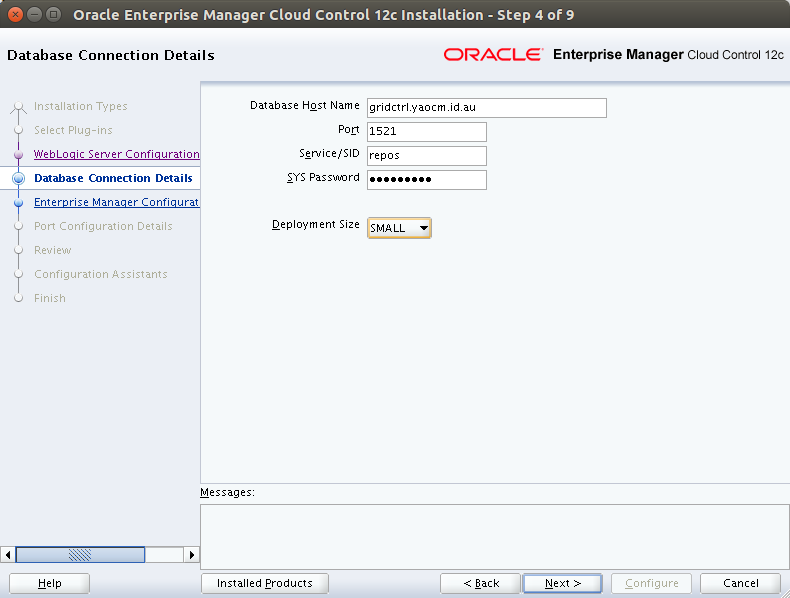 Oracle Enterprise Manager Cloud Control 12c Installation - Step 4 of 9
Database Connection Details
ORACLE Enterprise Manager Cloud Control 12c
Installation Types
Select Plug-ins
WebLogic Server Configuration
Database Connection Details
Enterprise Manager Configurat
Port Configuration Details
Review
Configuration Assistants
Finish
Database Host Name gridctrl.yaocm.id.au
Port 1521
Service/SID repos
SYS Password •••••••••
Deployment Size SMALL
Messages:
Help Installed Products < Back Next > Configure Cancel